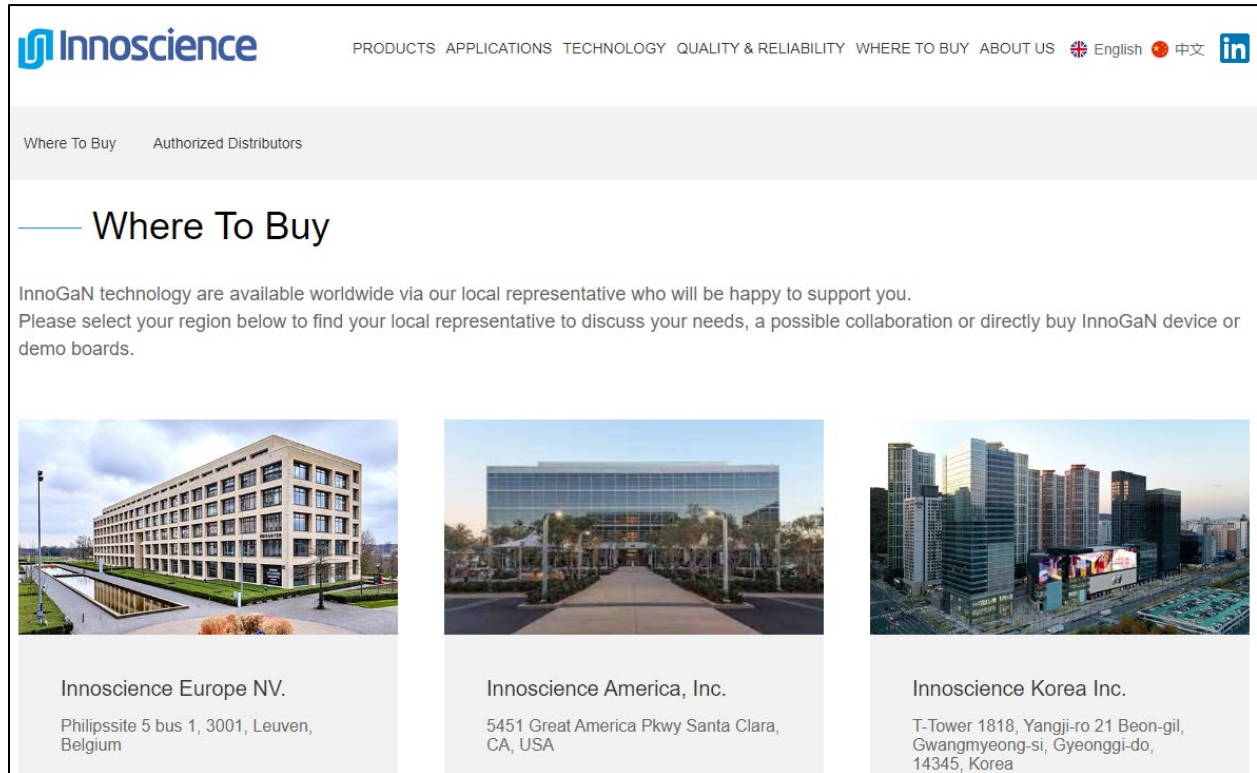 Innoscience
PRODUCTS APPLICATIONS TECHNOLOGY QUALITY & RELIABILITY WHERE TO BUY ABOUT US English 中文 in
Where To Buy Authorized Distributors
Where To Buy
InnoGaN technology are available worldwide via our local representative who will be happy to support you.
Please select your region below to find your local representative to discuss your needs, a possible collaboration or directly buy InnoGaN device or
demo boards.
Innoscience Europe NV.
Philipssite 5 bus 1, 3001, Leuven,
Belgium
Innoscience America, Inc.
5451 Great America Pkwy Santa Clara,
CA, USA
Innoscience Korea Inc.
T-Tower 1818, Yangji-ro 21 Beon-gil,
Gwangmyeong-si, Gyeonggi-do,
14345, Korea